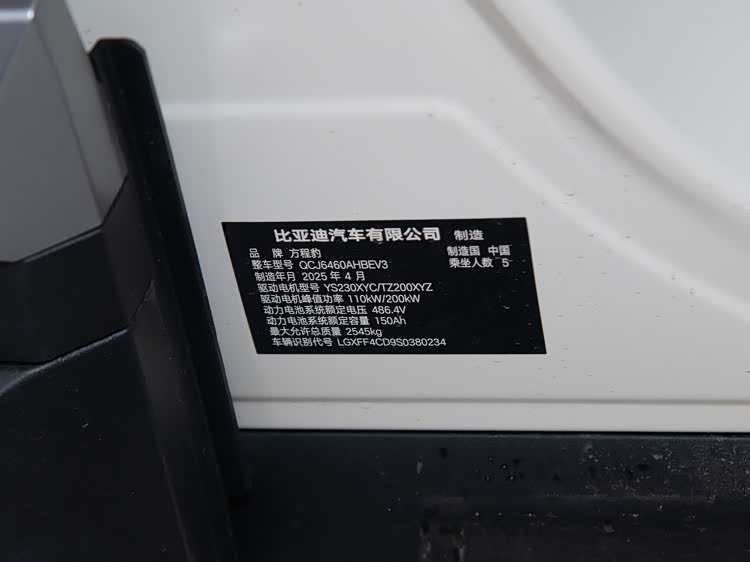 比亚迪汽车有限公司 制造
品 牌 方程豹 制造国 中国
整车型号 QCJ6460AHBEV3 乘坐人数 5
制造年月 2025 年 4 月
驱动电机型号 YS230XYC/TZ200XYZ
驱动电机峰值功率 110kW/200kW
动力电池系统额定电压 486.4V
动力电池系统额定容量 150Ah
最大允许总质量 2545kg
车辆识别代号 LGXFF4CD9S0380234